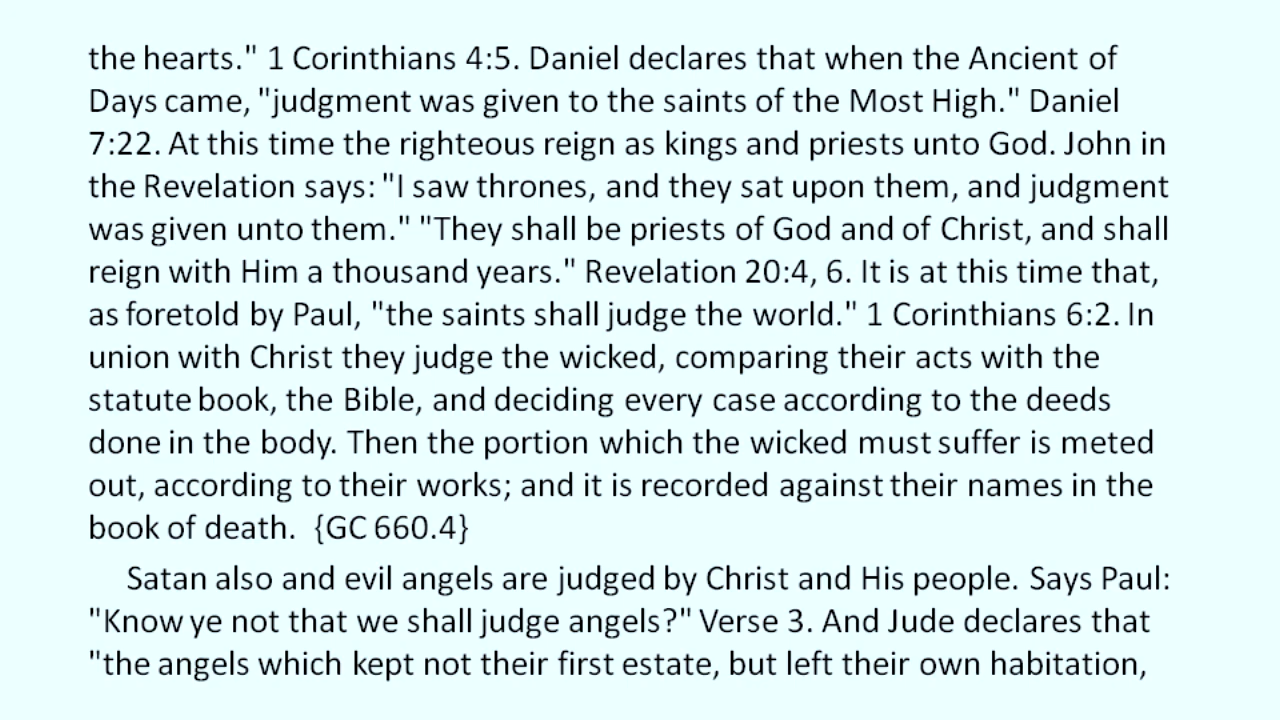 the hearts." 1 Corinthians 4:5. Daniel declares that when the Ancient of
Days came, "judgment was given to the saints of the Most High." Daniel
7:22. At this time the righteous reign as kings and priests unto God. John in
the Revelation says: "I saw thrones, and they sat upon them, and judgment
was given unto them." "They shall be priests of God and of Christ, and shall
reign with Him a thousand years." Revelation 20:4, 6. It is at this time that,
as foretold by Paul, "the saints shall judge the world." 1 Corinthians 6:2. In
union with Christ they judge the wicked, comparing their acts with the
statute book, the Bible, and deciding every case according to the deeds
done in the body. Then the portion which the wicked must suffer is meted
out, according to their works; and it is recorded against their names in the
book of death.  {GC 660.4}
Satan also and evil angels are judged by Christ and His people. Says Paul:
"Know ye not that we shall judge angels?" Verse 3. And Jude declares that
"the angels which kept not their first estate, but left their own habitation,